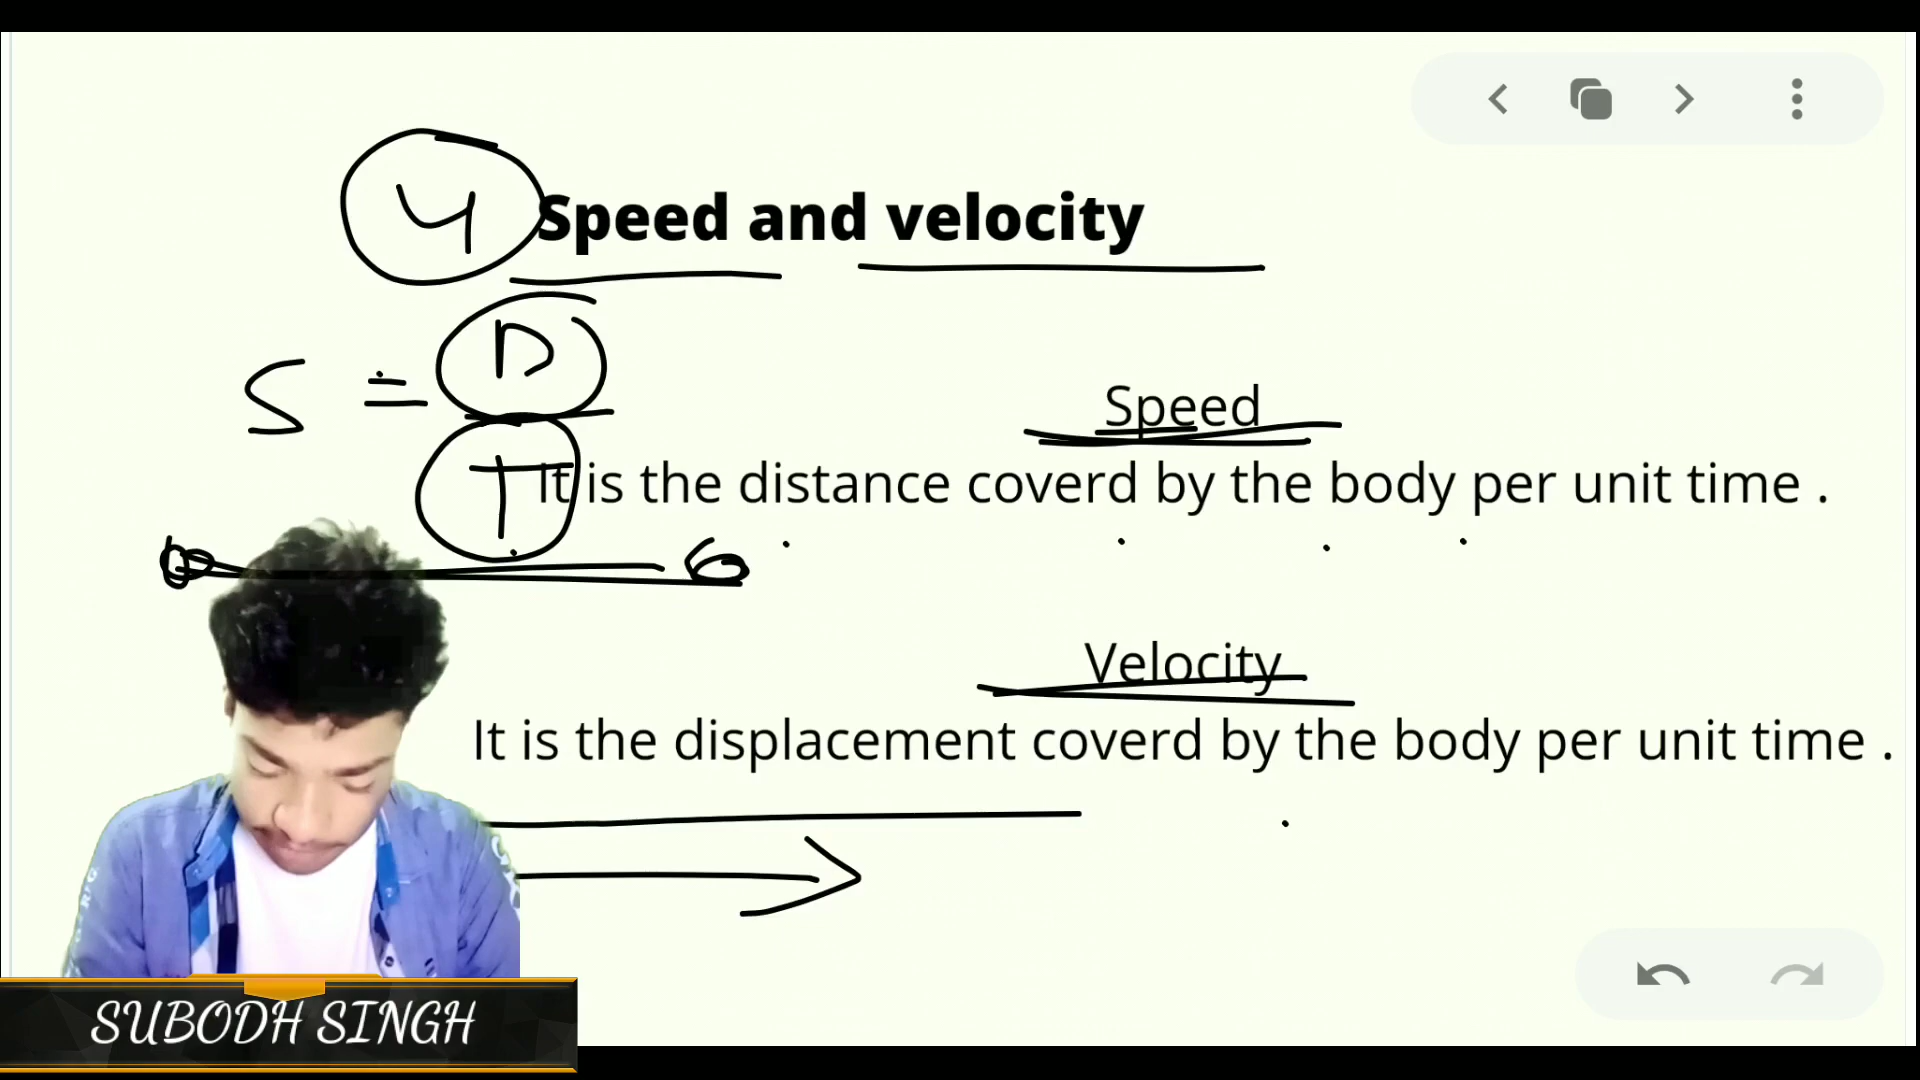 4
Speed and velocity
S = D
T
Speed
It is the distance coverd by the body per unit time .
Velocity
It is the displacement coverd by the body per unit time .
SUBODH SINGH